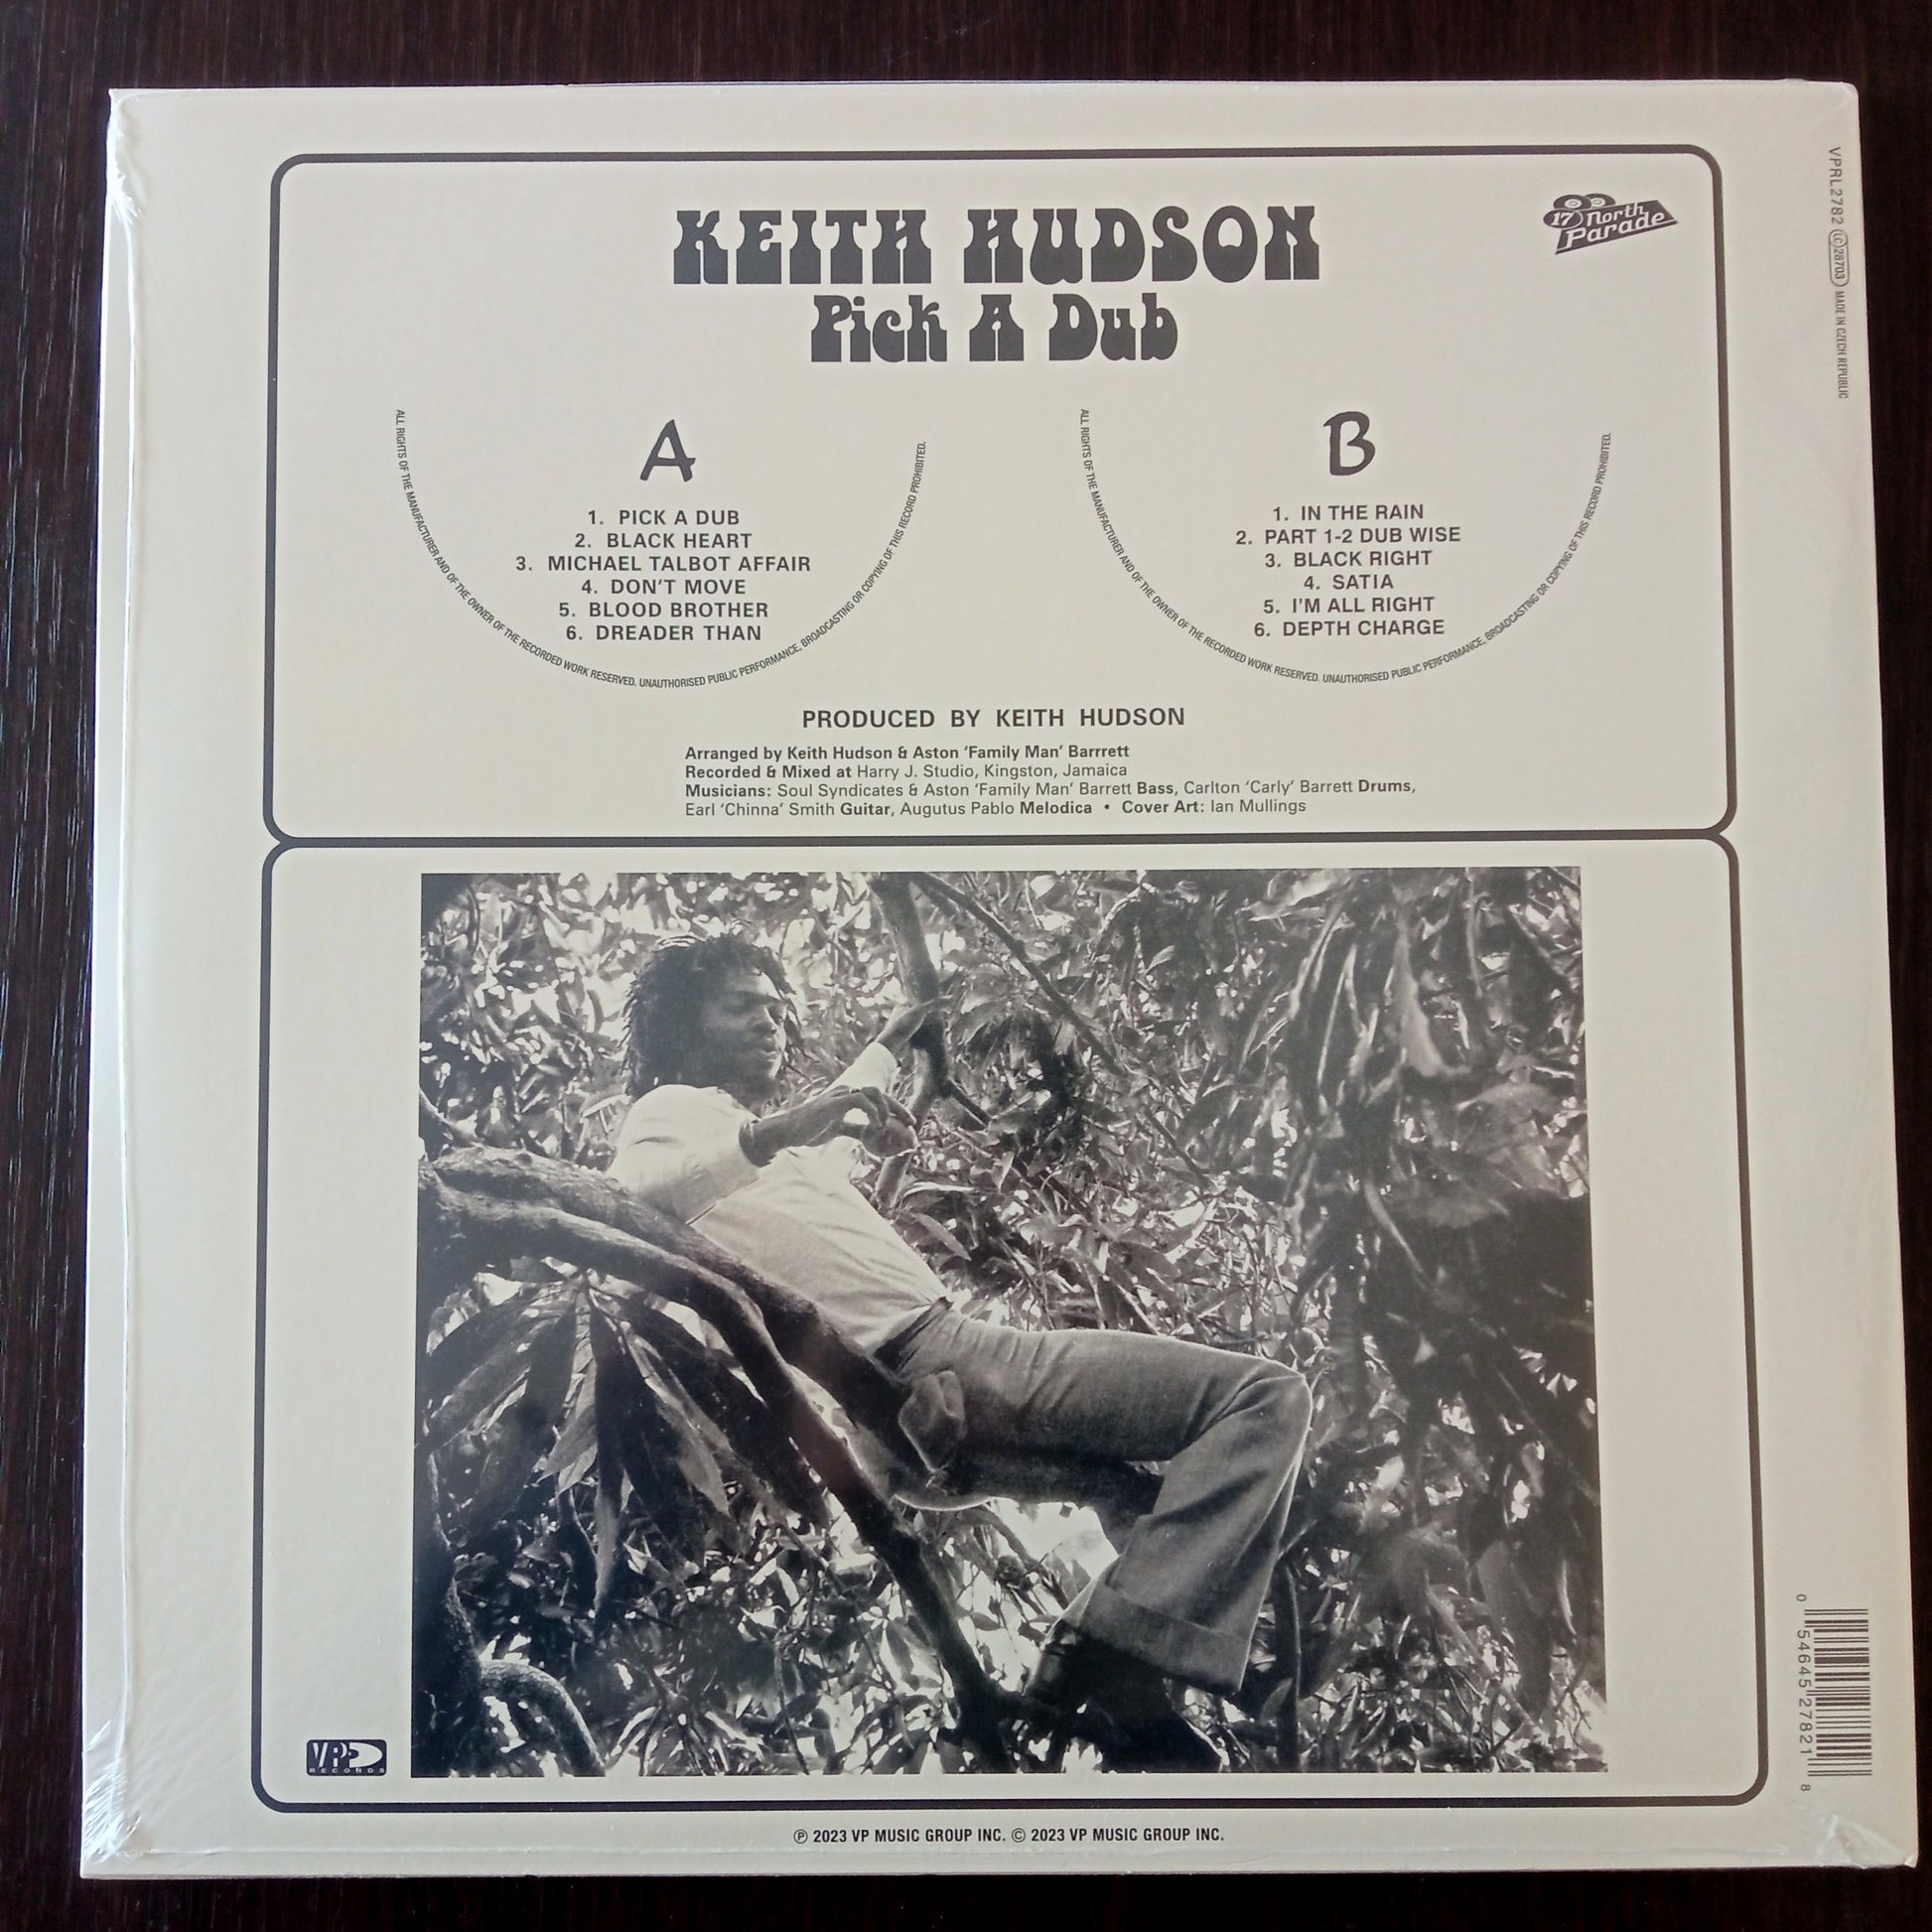 KEITH HUDSON
Pick A Dub
17 North
Parade
VPRL2782 LC 28703 MADE IN CZECH REPUBLIC
A
1. PICK A DUB
2. BLACK HEART
3. MICHAEL TALBOT AFFAIR
4. DON'T MOVE
5. BLOOD BROTHER
6. DREADER THAN
ALL RIGHTS OF THE MANUFACTURER AND OF THE OWNER OF THE RECORDED WORK RESERVED. UNAUTHORISED PUBLIC PERFORMANCE, BROADCASTING OR COPYING OF THIS RECORD PROHIBITED.
B
1. IN THE RAIN
2. PART 1-2 DUB WISE
3. BLACK RIGHT
4. SATIA
5. I'M ALL RIGHT
6. DEPTH CHARGE
ALL RIGHTS OF THE MANUFACTURER AND OF THE OWNER OF THE RECORDED WORK RESERVED. UNAUTHORISED PUBLIC PERFORMANCE, BROADCASTING OR COPYING OF THIS RECORD PROHIBITED.
PRODUCED BY KEITH HUDSON
Arranged by Keith Hudson & Aston 'Family Man' Barrrett
Recorded & Mixed at Harry J. Studio, Kingston, Jamaica
Musicians: Soul Syndicates & Aston 'Family Man' Barrett Bass, Carlton 'Carly' Barrett Drums,
Earl 'Chinna' Smith Guitar, Augutus Pablo Melodica • Cover Art: Ian Mullings
VP
RECORDS
0 54645 27821 8
℗ 2023 VP MUSIC GROUP INC. © 2023 VP MUSIC GROUP INC.